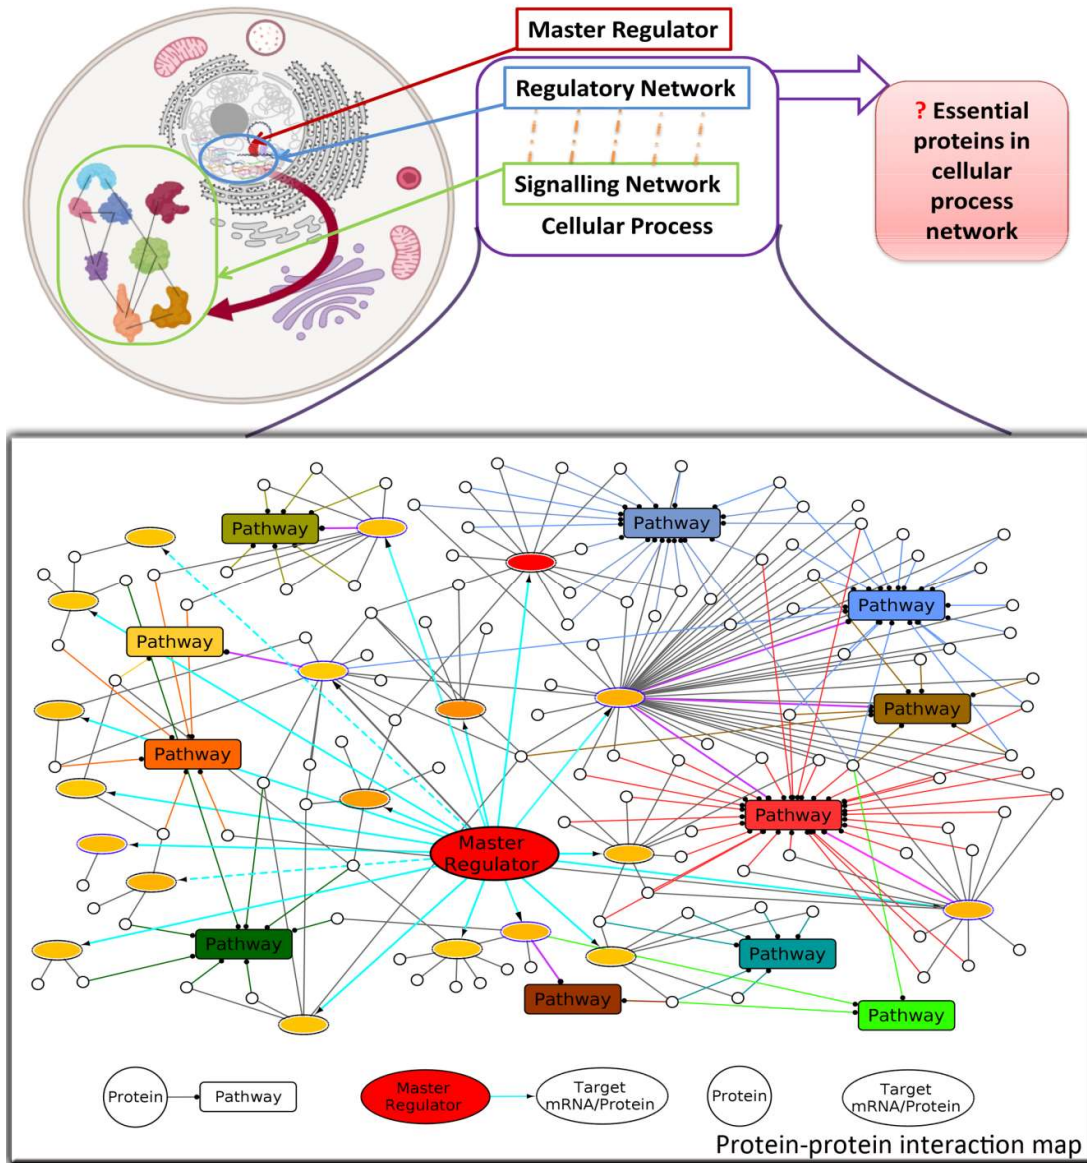 Master Regulator
Regulatory Network
Signalling Network
Cellular Process
? Essential
proteins in
cellular
process
network
Pathway
Pathway
Pathway
Pathway
Pathway
Pathway
Pathway
Master
Regulator
Pathway
Pathway
Pathway
Pathway
Protein
Pathway
Master
Regulator
Target
mRNA/Protein
Protein
Target
mRNA/Protein
Protein-protein interaction map